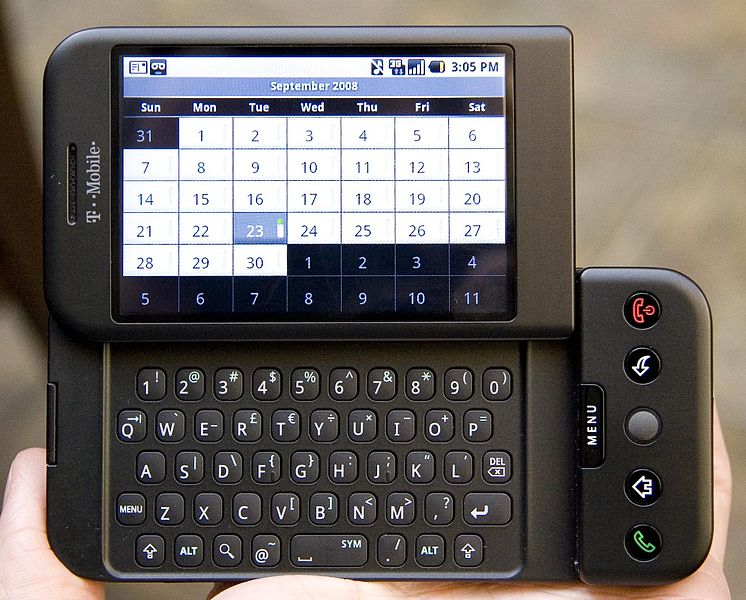 3:05 PM
September 2008
Sun Mon Tue Wed Thu Fri Sat
31 1 2 3 4 5 6
7 8 9 10 11 12 13
14 15 16 17 18 19 20
21 22 23 24 25 26 27
28 29 30 1 2 3 4
5 6 7 8 9 10 11
T··Mobile·
1 ! 2 @ 3 # 4 $ 5 % 6 ^ 7 & 8 * 9 ( 0 )
Q W ` E - R £ T € Y ÷ U × I - O + P =
A S | D \ F { G } H : J ; K “ L ‘ DEL
MENU Z X C V [ B ] N < M > , ?
ALT @ ~ SYM . / ALT
MENU